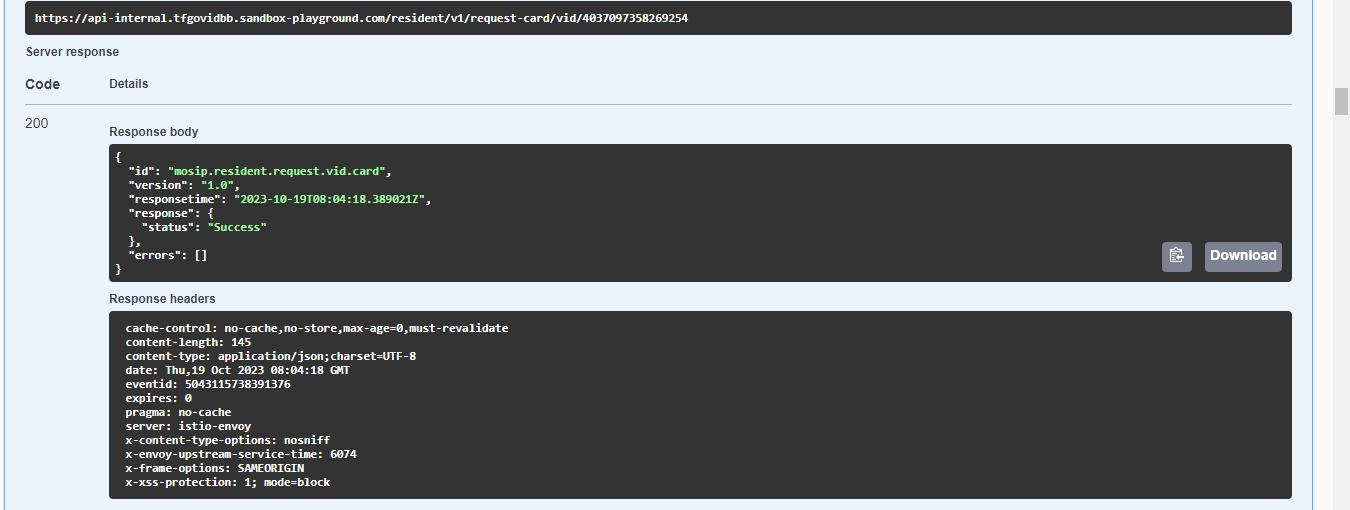 https://api-internal.tfgovidbb.sandbox-playground.com/resident/v1/request-card/vid/4037097358269254
Server response
Code Details
200
Response body
{
  "id": "mosip.resident.request.vid.card",
  "version": "1.0",
  "responsetime": "2023-10-19T08:04:18.389021Z",
  "response": {
    "status": "Success"
  },
  "errors": []
}
Download
Response headers
cache-control: no-cache,no-store,max-age=0,must-revalidate
content-length: 145
content-type: application/json;charset=UTF-8
date: Thu,19 Oct 2023 08:04:18 GMT
eventid: 5043115738391376
expires: 0
pragma: no-cache
server: istio-envoy
x-content-type-options: nosniff
x-envoy-upstream-service-time: 6074
x-frame-options: SAMEORIGIN
x-xss-protection: 1; mode=block